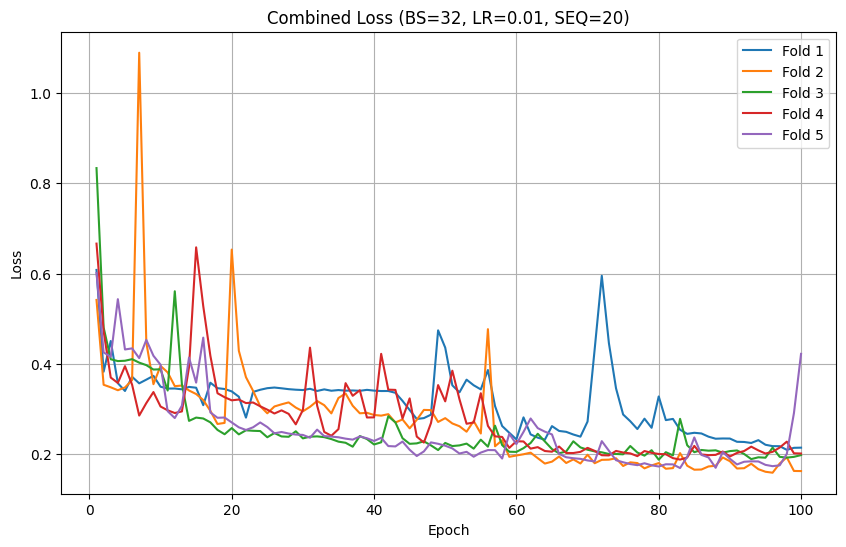 Combined Loss (BS=32, LR=0.01, SEQ=20)
Fold 1
Fold 2
Fold 3
Fold 4
Fold 5
Loss
1.0
0.8
0.6
0.4
0.2
0 20 40 60 80 100
Epoch